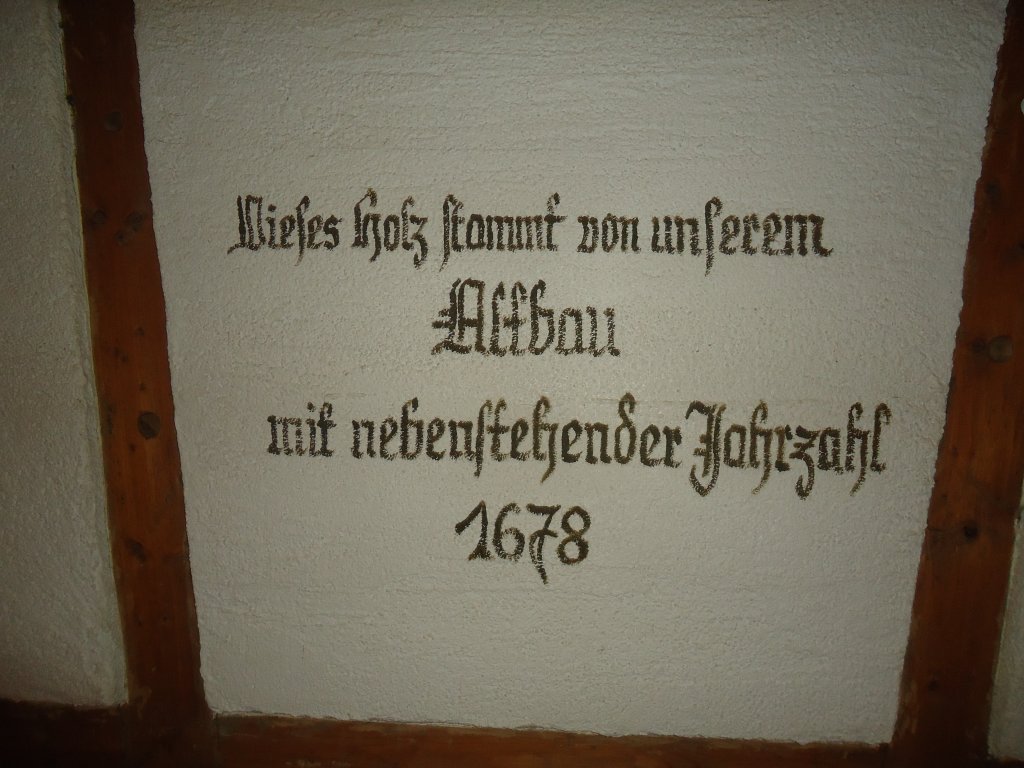 Dieses Holz stammt von unserem
Altbau
mit nebenstehender Jahrzahl
1678